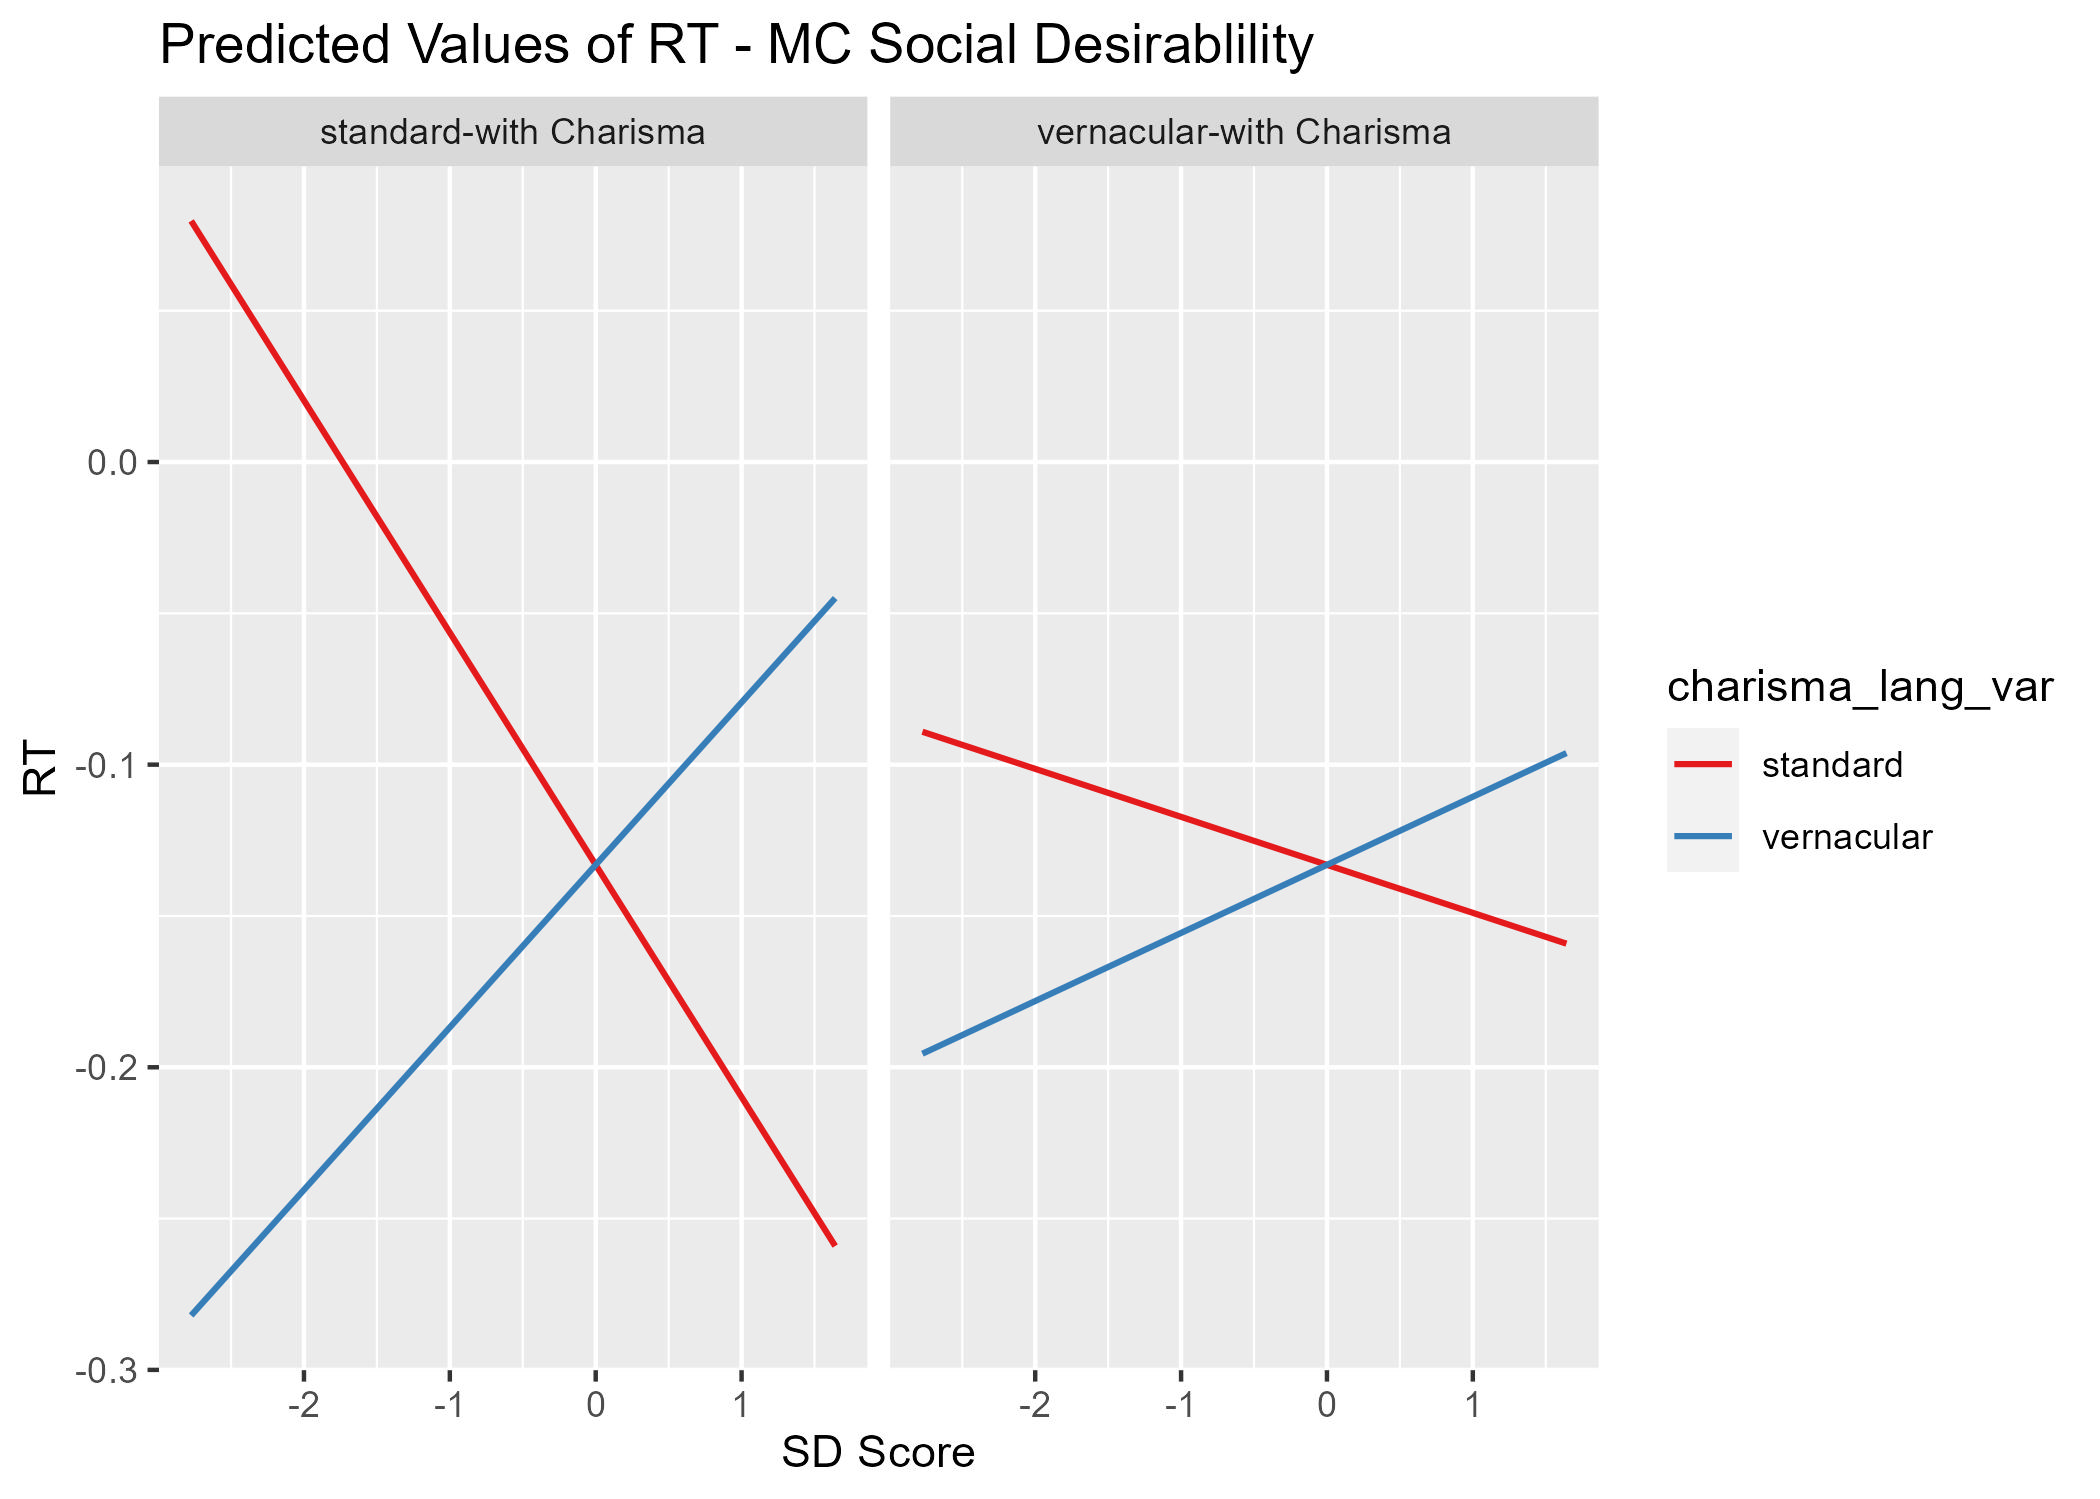 Predicted Values of RT - MC Social Desirablility
standard-with Charisma
vernacular-with Charisma
0.0
-0.1
-0.2
-0.3
RT
-2 -1 0 1
-2 -1 0 1
SD Score
charisma_lang_var
standard
vernacular